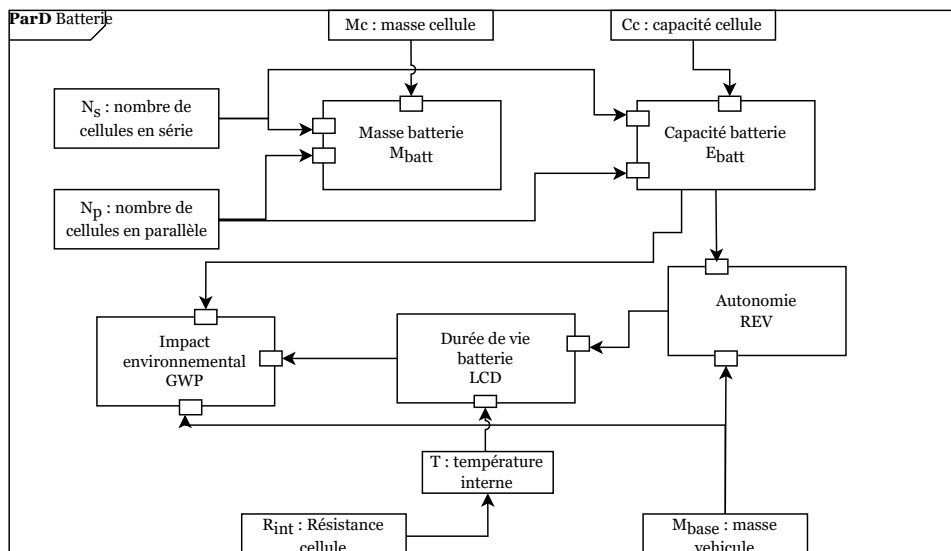 ParD Batterie
Mc : masse cellule
Cc : capacité cellule
Ns : nombre de
cellules en série
Masse batterie
Mbatt
Capacité batterie
Ebatt
Np : nombre de
cellules en parallèle
Autonomie
REV
Impact
environnemental
GWP
Durée de vie
batterie
LCD
T : température
interne
Rint : Résistance
cellule
Mbase : masse
vehicule